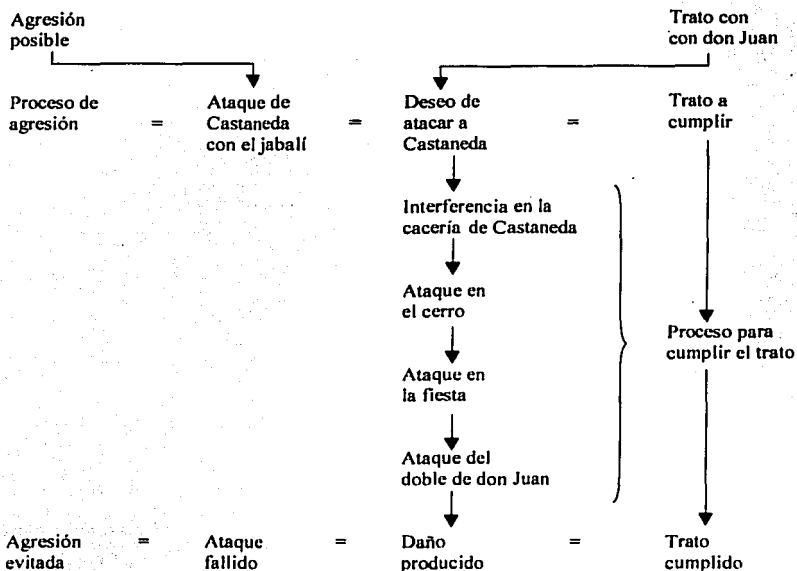 Agresión
posible
Trato con
con don Juan
Proceso de
agresión
=
Ataque de
Castaneda
con el jabalí
=
Deseo de
atacar a
Castaneda
=
Trato a
cumplir
Interferencia en la
cacería de Castaneda
Ataque en
el cerro
Ataque en
la fiesta
Ataque del
doble de don Juan
Proceso para
cumplir el trato
Agresión
evitada
=
Ataque
fallido
=
Daño
producido
=
Trato
cumplido